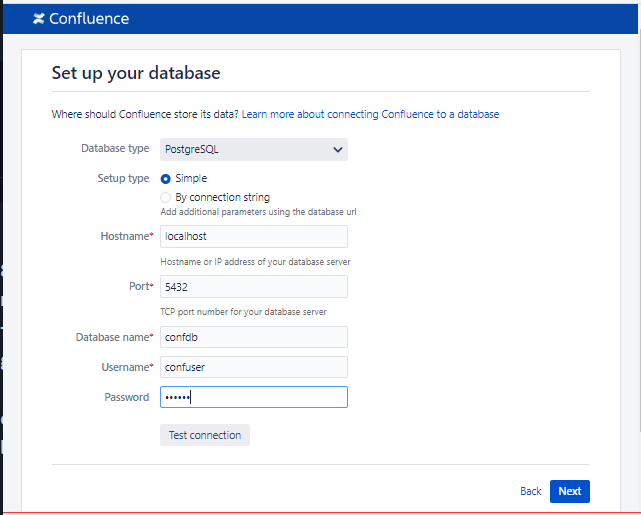 Confluence
Set up your database
Where should Confluence store its data? Learn more about connecting Confluence to a database
Database type PostgreSQL
Setup type Simple
By connection string
Add additional parameters using the database url
Hostname* localhost
Hostname or IP address of your database server
Port* 5432
TCP port number for your database server
Database name* confdb
Username* confuser
Password ••••••
Test connection
Back Next